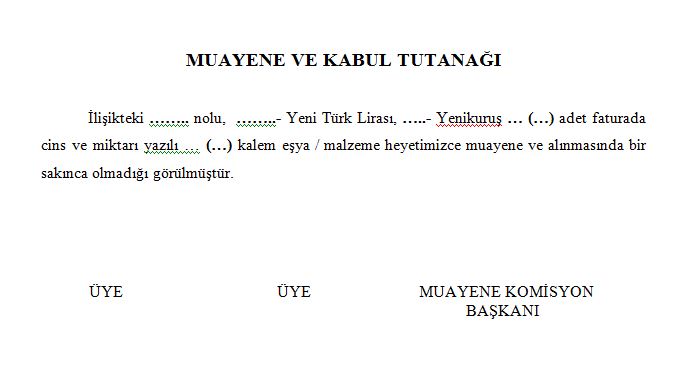 MUAYENE VE KABUL TUTANAĞI
İlişikteki …….. nolu, ……..- Yeni Türk Lirası, …..- Yenikuruş … (…) adet faturada
cins ve miktarı yazılı … (…) kalem eşya / malzeme heyetimizce muayene ve alınmasında bir
sakınca olmadığı görülmüştür.
ÜYE ÜYE MUAYENE KOMİSYON
BAŞKANI